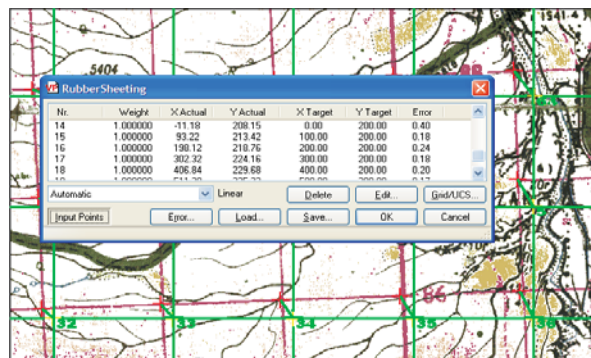 1541-4
5404
88
RubberSheeting
Nr. Weight X Actual Y Actual X Target Y Target Error
14 1.000000 -11.18 208.15 0.00 200.00 0.40
15 1.000000 93.22 213.42 100.00 200.00 0.18
16 1.000000 198.12 218.76 200.00 200.00 0.24
17 1.000000 302.32 224.16 300.00 200.00 0.18
18 1.000000 406.84 229.68 400.00 200.00 0.20
Automatic Linear Delete Edit... Grid/UCS...
Input Points Error... Load... Save... OK Cancel
86
32 33 34 35 36